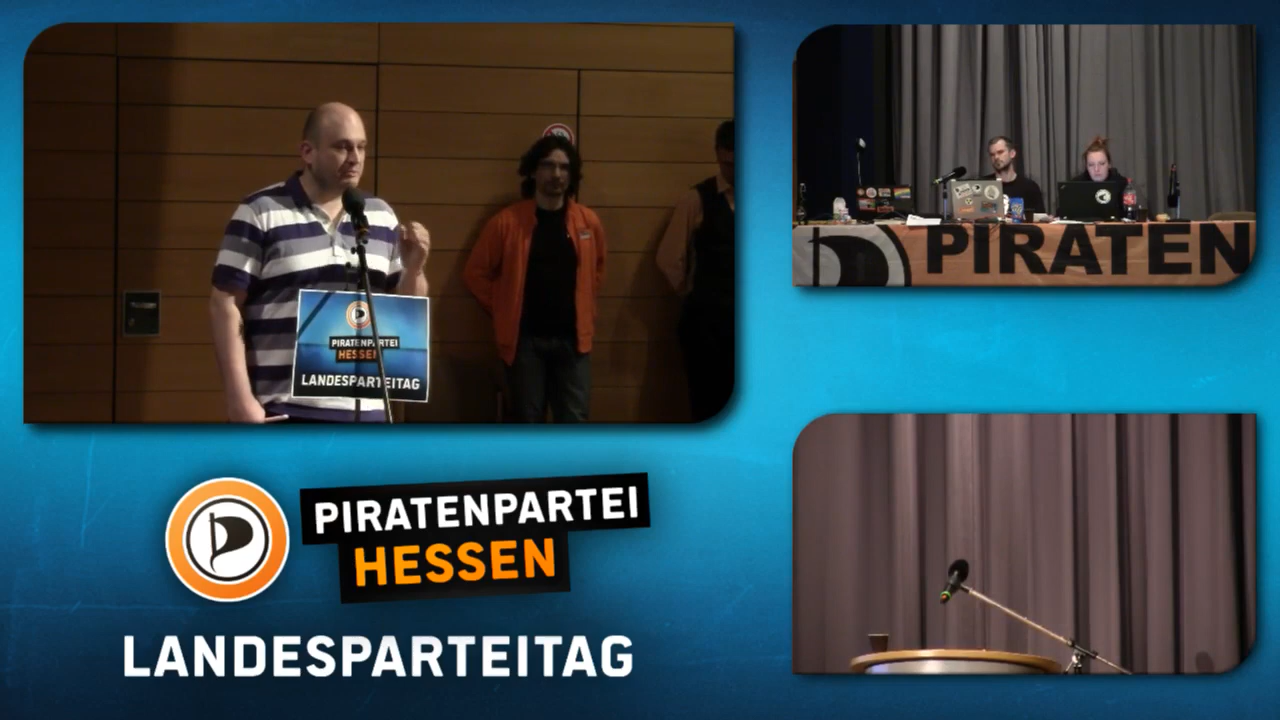 PIRATENPARTEI
HESSEN
LANDESPARTEITAG
PIRATEN
PIRATENPARTEI
HESSEN
LANDESPARTEITAG